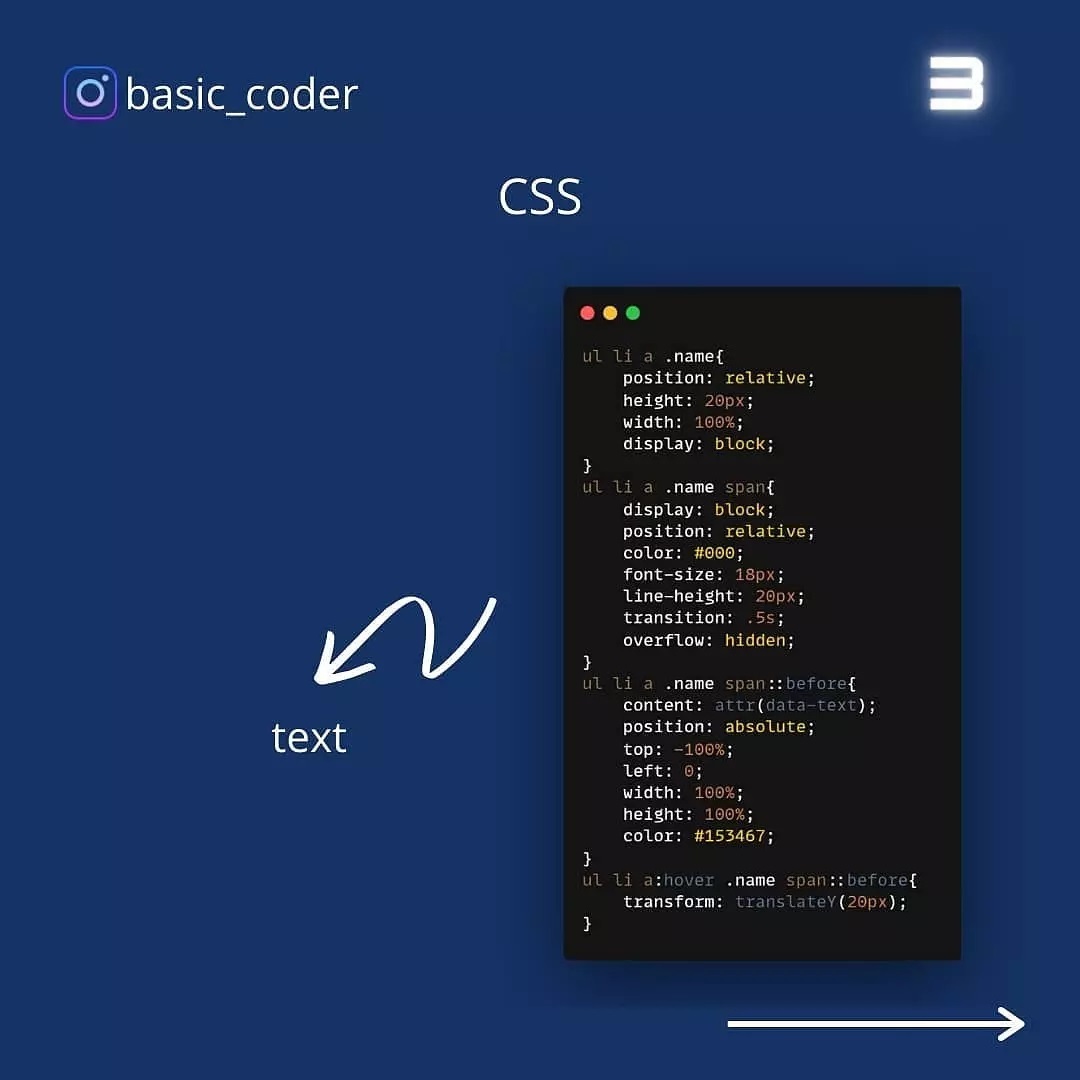 basic_coder
3
CSS
ul li a .name{
    position: relative;
    height: 20px;
    width: 100%;
    display: block;
}
ul li a .name span{
    display: block;
    position: relative;
    color: #000;
    font-size: 18px;
    line-height: 20px;
    transition: .5s;
    overflow: hidden;
}
ul li a .name span::before{
    content: attr(data-text);
    position: absolute;
    top: -100%;
    left: 0;
    width: 100%;
    height: 100%;
    color: #153467;
}
ul li a:hover .name span::before{
    transform: translateY(20px);
}
text